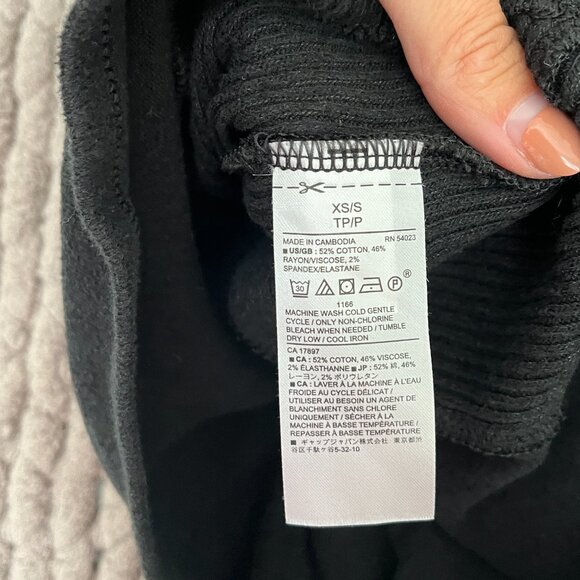 XS/S
TP/P
MADE IN CAMBODIA RN 54023
■ US/GB : 52% COTTON, 46%
RAYON/VISCOSE, 2%
SPANDEX/ELASTANE
30 P ®
1166
MACHINE WASH COLD GENTLE
CYCLE / ONLY NON-CHLORINE
BLEACH WHEN NEEDED / TUMBLE
DRY LOW / COOL IRON
CA 17897
■ CA : 52% COTON, 46% VISCOSE,
2% ÉLASTHANNE ■ JP : 52% 綿, 46%
レーヨン, 2% ポリウレタン
■ CA : LAVER À LA MACHINE À L'EAU
FROIDE AU CYCLE DÉLICAT /
UTILISER AU BESOIN UN AGENT DE
BLANCHIMENT SANS CHLORE
UNIQUEMENT / SÉCHER À LA
MACHINE À BASSE TEMPÉRATURE /
REPASSER À BASSE TEMPÉRATURE
■ ギャップジャパン株式会社 東京都渋
谷区千駄ヶ谷5-32-10